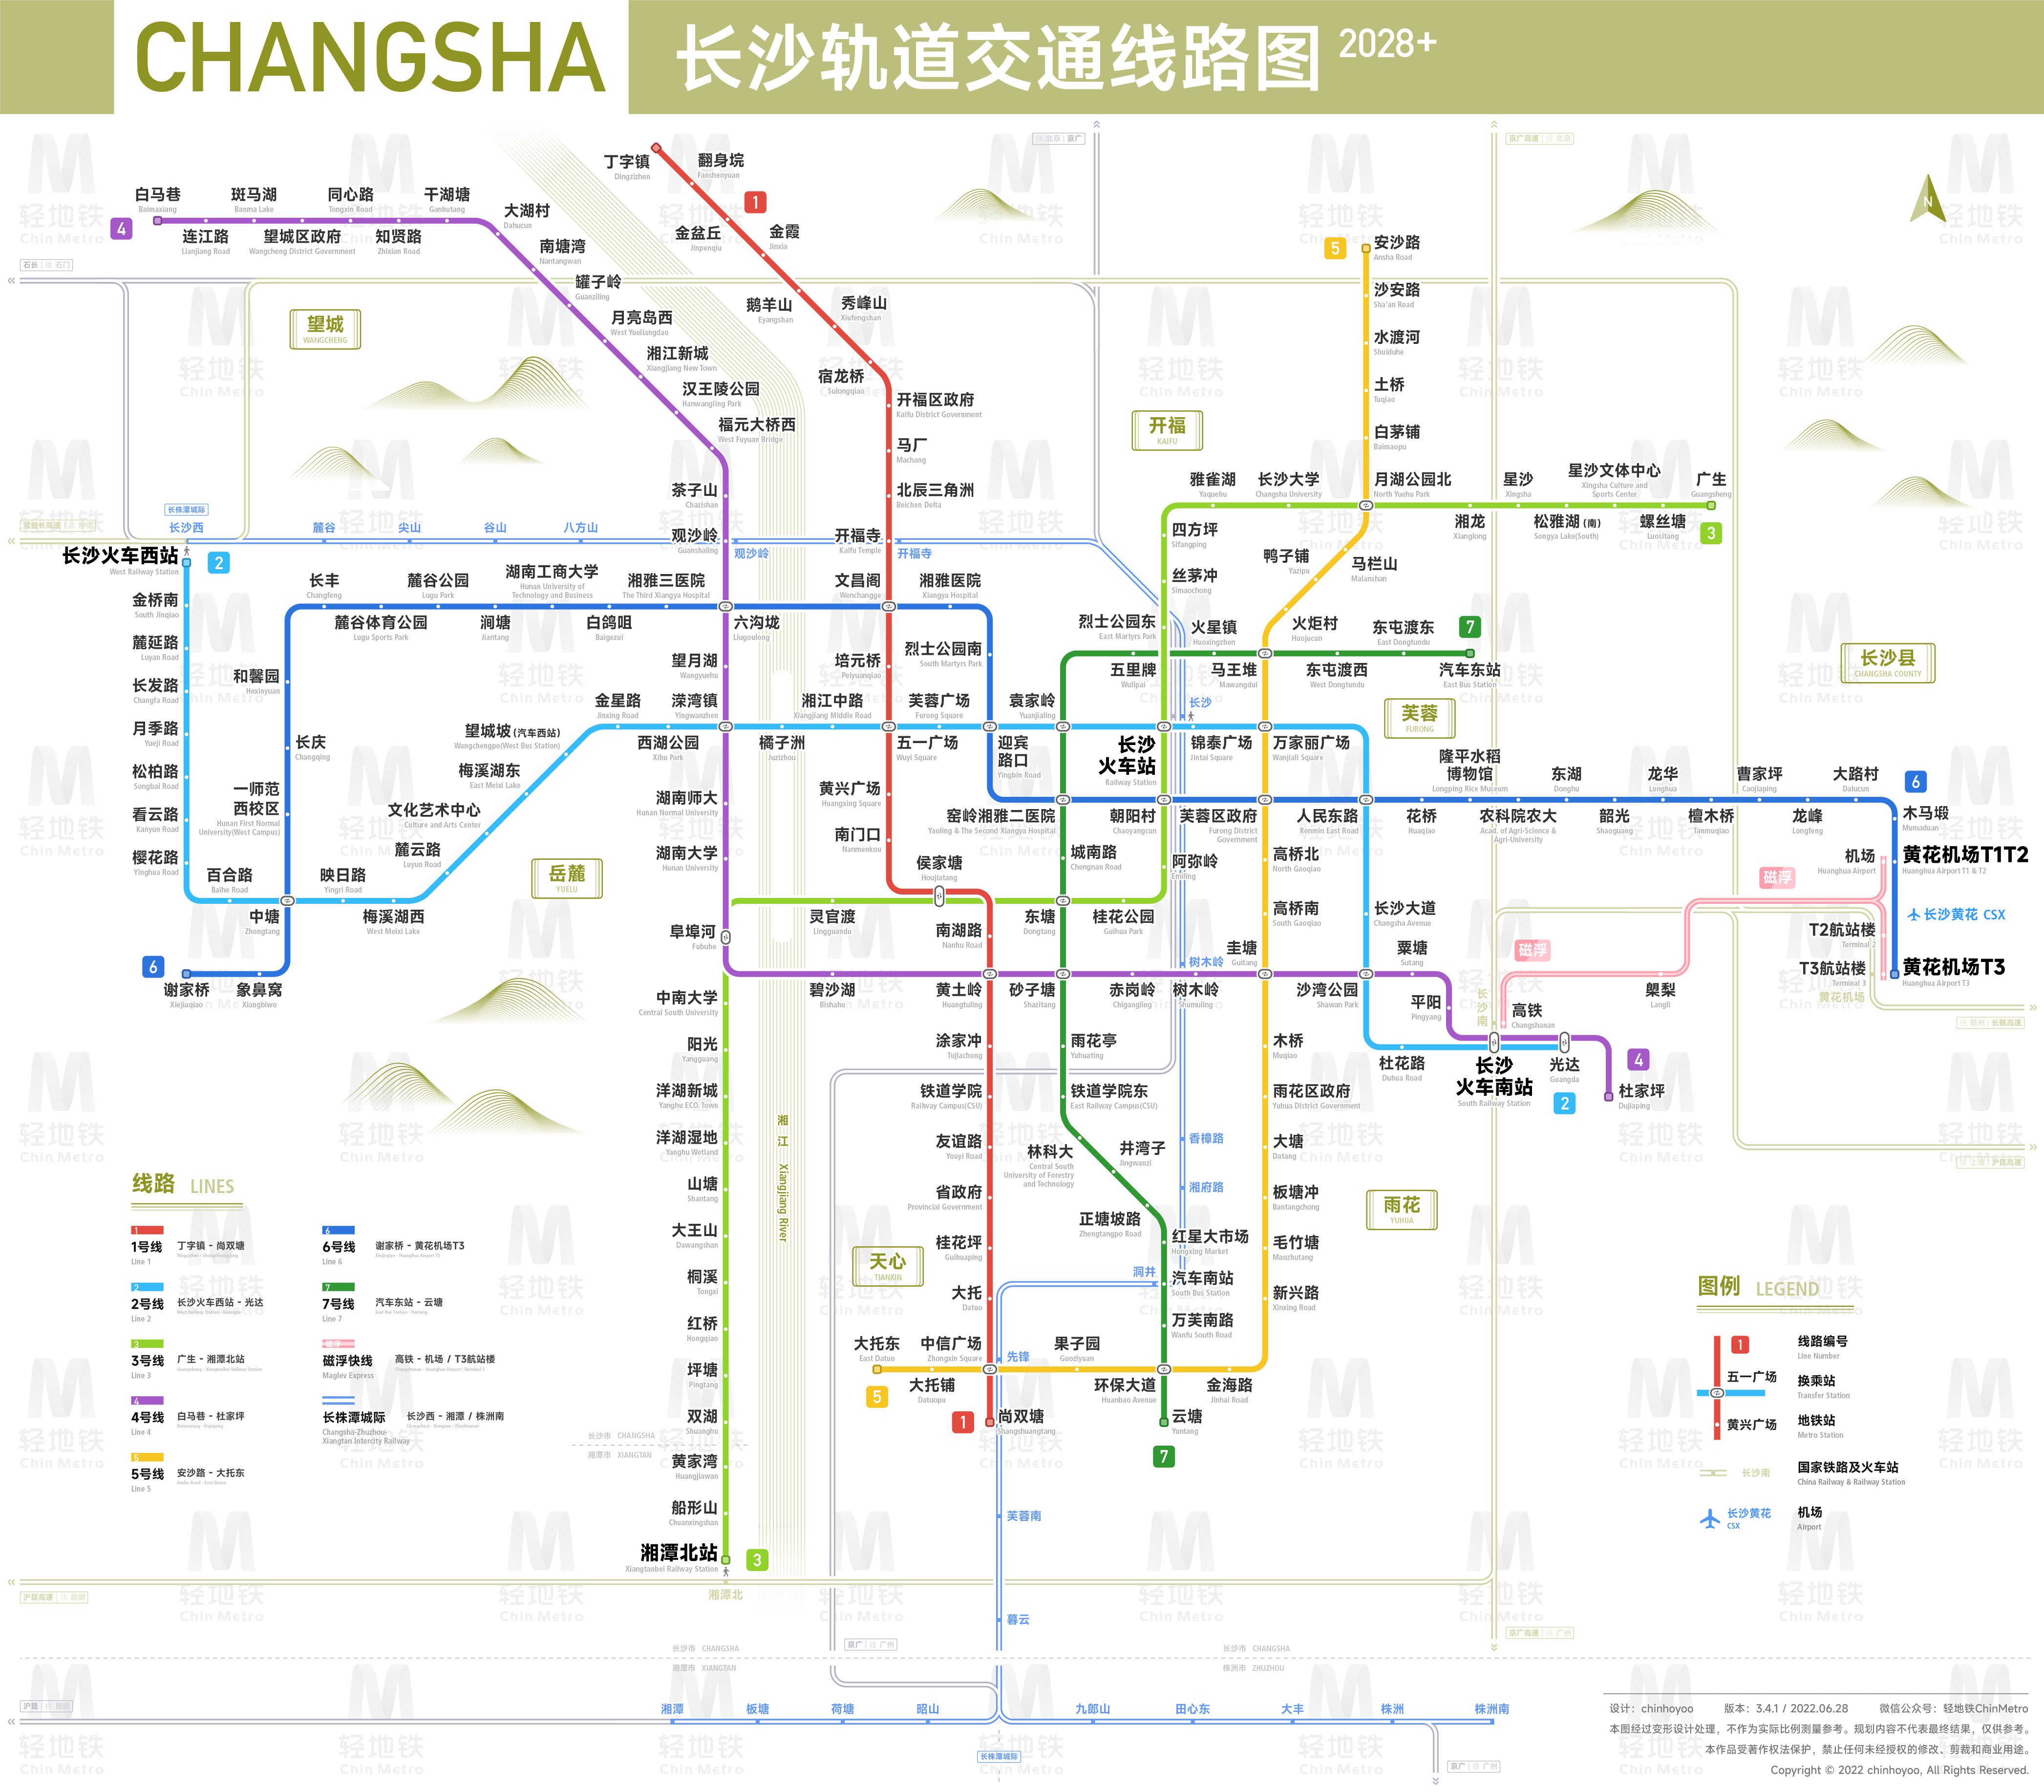 CHANGSHA
长沙轨道交通线路图 2028+
往 北京 | 京广
京广高速 | 往 北京
N
石长 | 往 石门
望城
WANGCHENG
开福
KAIFU
长沙县
CHANGSHA COUNTY
芙蓉
FURONG
岳麓
YUELU
天心
TIANXIN
雨花
YUHUA
4
白马巷
Baimaxiang
连江路
Lianjiang Road
斑马湖
Banma Lake
望城区政府
Wangcheng District Government
同心路
Tongxin Road
知贤路
Zhixian Road
干湖塘
Ganhutang
大湖村
Dahucun
南塘湾
Nantangwan
罐子岭
Guanziling
月亮岛西
West Yueliangdao
湘江新城
Xiangjiang New Town
汉王陵公园
Hanwangling Park
福元大桥西
West Fuyuan Bridge
茶子山
Chazishan
观沙岭
Guanshaling
六沟垅
Liugoulong
望月湖
Wangyuehu
溁湾镇
Yingwanzhen
湖南师大
Hunan Normal University
湖南大学
Hunan University
阜埠河
Fubuhe
碧沙湖
Bishahu
黄土岭
Huangtuling
砂子塘
Shazitang
赤岗岭
Chigangling
树木岭
Shumuling
圭塘
Guitang
沙湾公园
Shawan Park
粟塘
Sutang
平阳
Pingyang
长沙
火车南站
South Railway Station
光达
Guangda
杜家坪
Dujiaping
4
1
丁字镇
Dingzizhen
翻身垸
Fanshenyuan
金盆丘
Jinpenqiu
金霞
Jinxia
鹅羊山
Eyangshan
秀峰山
Xiufengshan
宿龙桥
Sulongqiao
开福区政府
Kaifu District Government
马厂
Machang
北辰三角洲
Beichen Delta
开福寺
Kaifu Temple
文昌阁
Wenchangge
培元桥
Peiyuanqiao
五一广场
Wuyi Square
黄兴广场
Huangxing Square
南门口
Nanmenkou
侯家塘
Houjiatang
南湖路
Nanhu Road
涂家冲
Tujiachong
铁道学院
Railway Campus(CSU)
友谊路
Youyi Road
省政府
Provincial Government
桂花坪
Guihuaping
大托
Datuo
中信广场
Zhongxin Square
尚双塘
Shangshuangtang
1
5
安沙路
Ansha Road
沙安路
Sha'an Road
水渡河
Shuiduhe
土桥
Tuqiao
白茅铺
Baimaopu
月湖公园北
North Yuehu Park
鸭子铺
Yazipu
马栏山
Malanshan
火炬村
Huojucun
马王堆
Mawangdui
万家丽广场
Wanjiali Square
芙蓉区政府
Furong District
Government
高桥北
North Gaoqiao
高桥南
South Gaoqiao
木桥
Muqiao
雨花区政府
Yuhua District Government
大塘
Datang
板塘冲
Bantangchong
毛竹塘
Maozhutang
新兴路
Xinxing Road
金海路
Jinhai Road
环保大道
Huanbao Avenue
果子园
Guoziyuan
大托铺
Datuopu
大托东
East Datuo
5
雅雀湖
Yaquehu
长沙大学
Changsha University
湘龙
Xianglong
星沙
Xingsha
松雅湖(南)
Songya Lake(South)
星沙文体中心
Xingsha Culture and
Sports Center
螺丝塘
Luositang
广生
Guangsheng
3
四方坪
Sifangping
丝茅冲
Simaochong
烈士公园东
East Martyrs Park
五里牌
Wulipai
长沙
火车站
Railway Station
朝阳村
Chaoyangcun
阿弥岭
Emiling
桂花公园
Guihua Park
东塘
Dongtang
灵官渡
Lingguandu
中南大学
Central South University
阳光
Yangguang
洋湖新城
Yanghu ECO. Town
洋湖湿地
Yanghu Wetland
山塘
Shantang
大王山
Dawangshan
桐溪
Tongxi
红桥
Hongqiao
坪塘
Pingtang
双湖
Shuanghu
黄家湾
Huangjiawan
船形山
Chuanxingshan
湘潭北站
Xiangtanbei Railway Station
3
湘潭北
长株潭城际
长沙西
麓谷
尖山
谷山
八方山
观沙岭
开福寺
长沙
树木岭
香樟路
湘府路
洞井
先锋
芙蓉南
暮云
长沙火车西站
West Railway Station
2
金桥南
South Jinqiao
麓延路
Luyan Road
长发路
Changfa Road
月季路
Yueji Road
松柏路
Songbai Road
看云路
Kanyun Road
樱花路
Yinghua Road
百合路
Baihe Road
中塘
Zhongtang
映日路
Yingri Road
梅溪湖西
West Meixi Lake
麓云路
Luyun Road
文化艺术中心
Culture and Arts Center
梅溪湖东
East Meixi Lake
望城坡(汽车西站)
Wangchengpo(West Bus Station)
金星路
Jinxing Road
西湖公园
Xihu Park
橘子洲
Juzizhou
湘江中路
Xiangjiang Middle Road
芙蓉广场
Furong Square
迎宾
路口
Yingbin Road
袁家岭
Yuanjialing
锦泰广场
Jintai Square
人民东路
Renmin East Road
长沙大道
Changsha Avenue
杜花路
Duhua Road
2
6
谢家桥
Xiejiaqiao
象鼻窝
Xiangbiwo
一师范
西校区
Hunan First Normal
University(West Campus)
长庆
Changqing
和馨园
Hexinyuan
长丰
Changfeng
麓谷体育公园
Lugu Sports Park
麓谷公园
Lugu Park
涧塘
Jiantang
湖南工商大学
Hunan University of
Technology and Business
白鸽咀
Baigezui
湘雅三医院
The Third Xiangya Hospital
湘雅医院
Xiangya Hospital
烈士公园南
South Martyrs Park
窑岭湘雅二医院
Yaoling & The Second Xiangya Hospital
花桥
Huaqiao
隆平水稻
博物馆
Longping Rice Museum
农科院农大
Acad. of Agri-Science &
Agri-University
东湖
Donghu
韶光
Shaoguang
龙华
Longhua
檀木桥
Tanmuqiao
曹家坪
Caojiaping
龙峰
Longfeng
大路村
Dalucun
6
木马塅
Mumaduan
黄花机场T1T2
Huanghua Airport T1 & T2
长沙黄花 CSX
黄花机场T3
Huanghua Airport T3
机场
Huanghua Airport
磁浮
T2航站楼
Terminal 2
T3航站楼
Terminal 3
黄花机场
磁浮
㮾梨
Langli
高铁
Changshanan
长沙南
往 赣州 | 长赣高速
往 上海 | 沪昆高速
火星镇
Huoxingzhen
东屯渡西
West Dongtundu
东屯渡东
East Dongtundu
7
汽车东站
East Bus Station
城南路
Chengnan Road
雨花亭
Yuhuating
铁道学院东
East Railway Campus(CSU)
林科大
Central South
University of Forestry
and Technology
井湾子
Jingwanzi
正塘坡路
Zhengtangpo Road
红星大市场
Hongxing Market
汽车南站
South Bus Station
万芙南路
Wanfu South Road
云塘
Yuntang
7
湘江 Xiangjiang River
长沙市 CHANGSHA
湘潭市 XIANGTAN
线路 LINES
1
1号线
Line 1
丁字镇 - 尚双塘
2
2号线
Line 2
长沙火车西站 - 光达
3
3号线
Line 3
广生 - 湘潭北站
4
4号线
Line 4
白马巷 - 杜家坪
5
5号线
Line 5
安沙路 - 大托东
6
6号线
Line 6
谢家桥 - 黄花机场T3
7
7号线
Line 7
汽车东站 - 云塘
磁浮
磁浮快线
Maglev Express
高铁 - 机场 / T3航站楼
长株潭城际
Changsha-Zhuzhou-
Xiangtan Intercity Railway
长沙西 - 湘潭 / 株洲南
图例 LEGEND
1
线路编号
Line Number
五一广场
换乘站
Transfer Station
黄兴广场
地铁站
Metro Station
长沙南
国家铁路及火车站
China Railway & Railway Station
长沙黄花
CSX
机场
Airport
京广 | 往 广州
京广高速 | 往 广州
长沙市 CHANGSHA
湘潭市 XIANGTAN
长沙市 CHANGSHA
株洲市 ZHUZHOU
湘潭
板塘
荷塘
昭山
九郎山
田心东
大丰
株洲
株洲南
长株潭城际
京广 | 往 广州
设计：chinhoyoo 版本：3.4.1 / 2022.06.28 微信公众号：轻地铁ChinMetro
本图经过变形设计处理，不作为实际比例测量参考。规划内容不代表最终结果，仅供参考。
本作品受著作权法保护，禁止任何未经授权的修改、剪裁和商业用途。
Copyright © 2022 chinhoyoo, All Rights Reserved.
轻地铁
Chin Metro